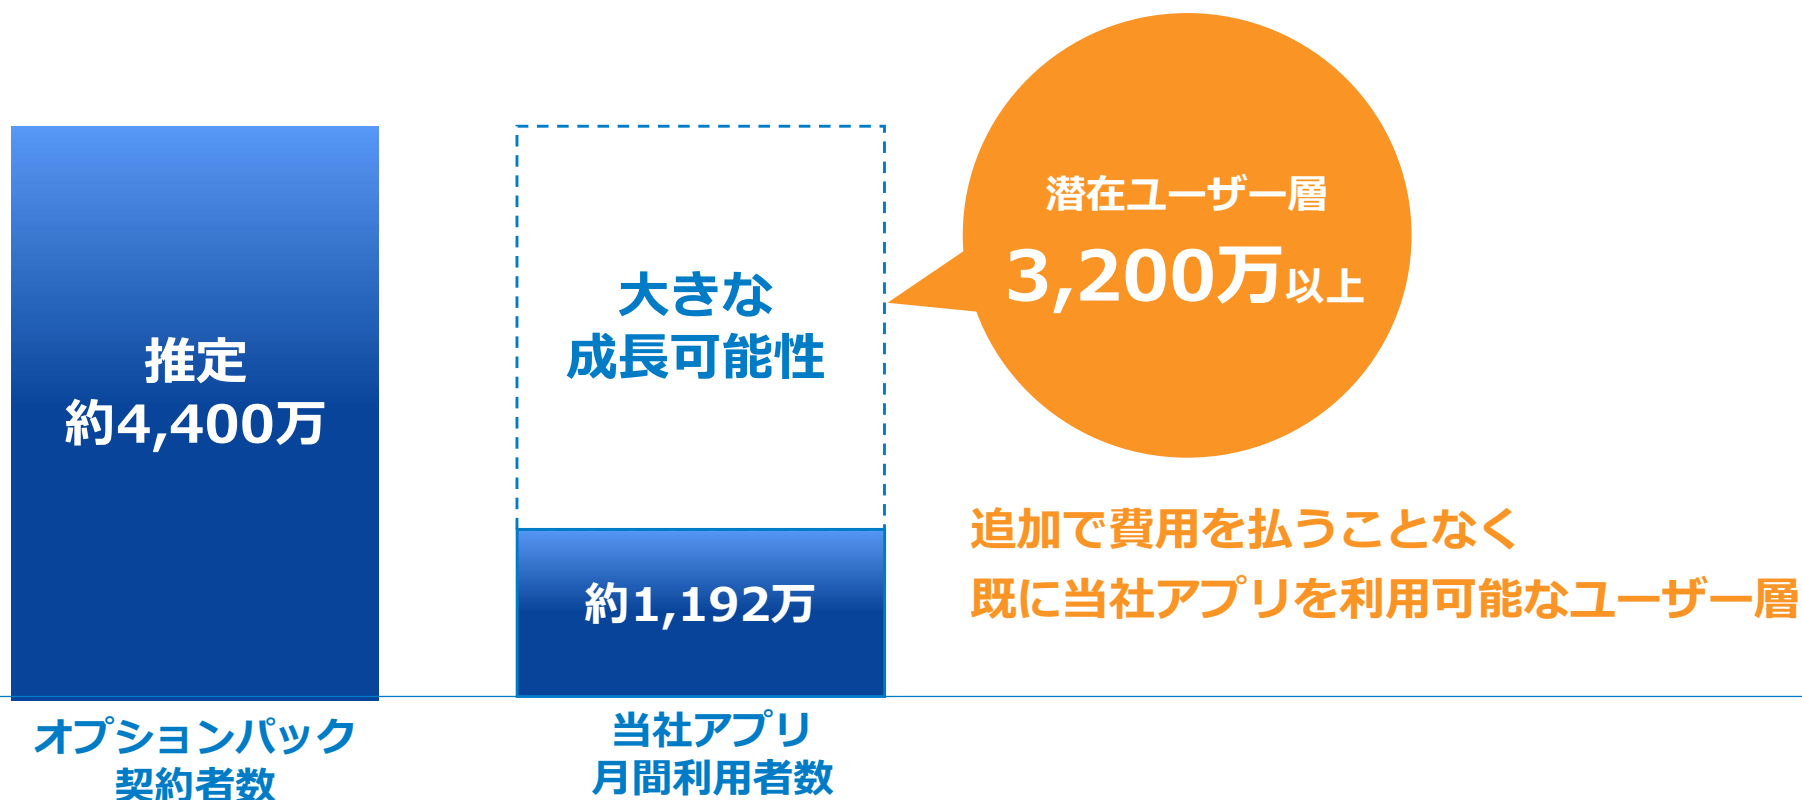 推定
約4,400万
オプションパック
契約者数
大きな
成長可能性
約1,192万
当社アプリ
月間利用者数
潜在ユーザー層
3,200万以上
追加で費用を払うことなく
既に当社アプリを利用可能なユーザー層